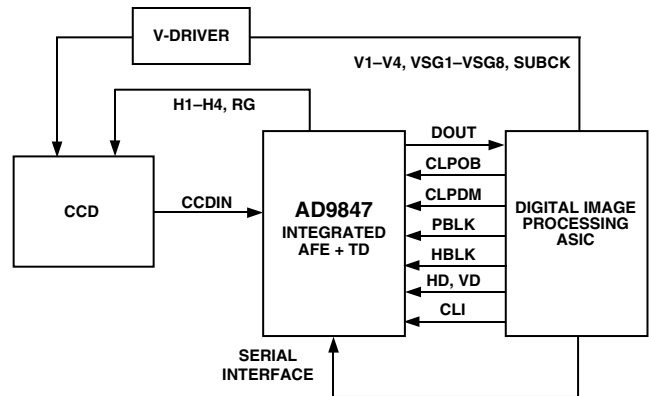 V-DRIVER
V1–V4, VSG1–VSG8, SUBCK
H1–H4, RG
DOUT
CLPOB
CLPDM
PBLK
HBLK
HD, VD
CLI
CCD
CCDIN
AD9847
INTEGRATED
AFE + TD
DIGITAL IMAGE
PROCESSING
ASIC
SERIAL
INTERFACE